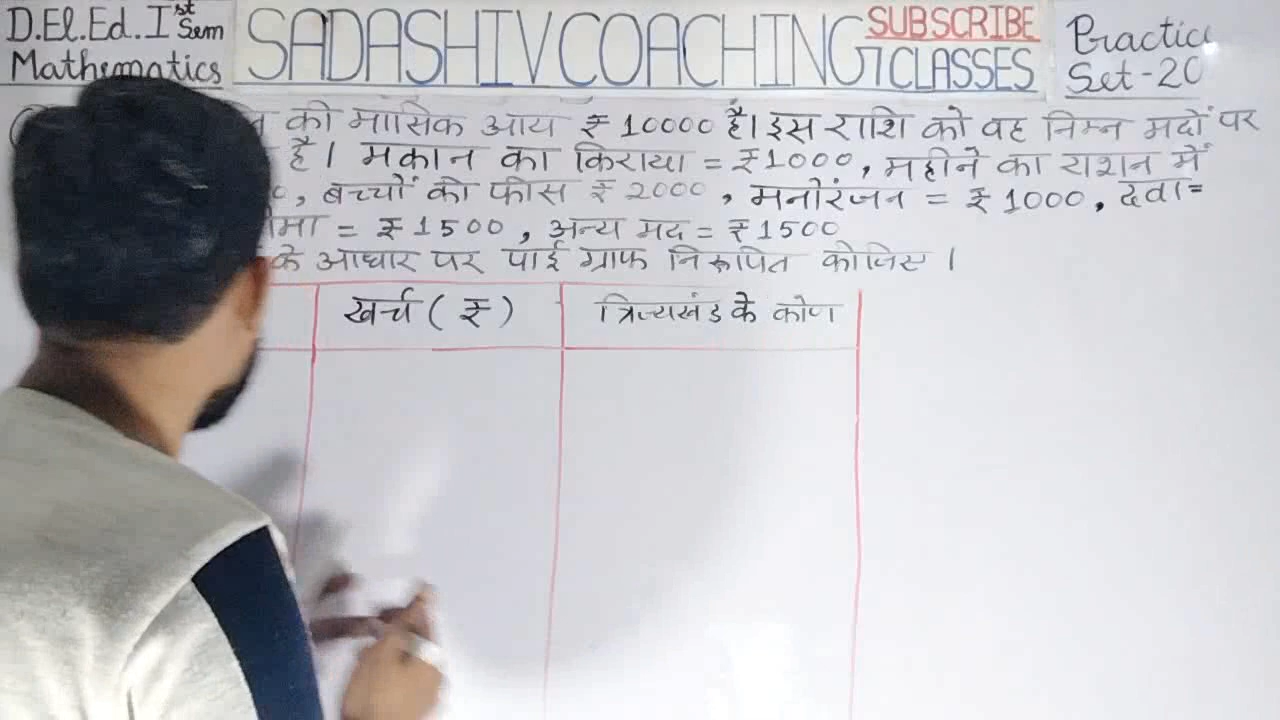 D.El.Ed. Ist Sem
Mathematics
SADASHIV COACHING
SUBSCRIBE
CLASSES
Practice
Set-20
की मासिक आय ₹ 10000 है। इस राशि को वह निम्न मदों पर
है। मकान का किराया = ₹1000, महीने का राशन में
, बच्चों की फीस ₹ 2000, मनोरंजन = ₹ 1000, दवा=
= ₹ 1500, अन्य मद = ₹1500
के आधार पर पाई ग्राफ निरूपित कीजिए।
खर्च (₹)
त्रिज्यखंड के कोण